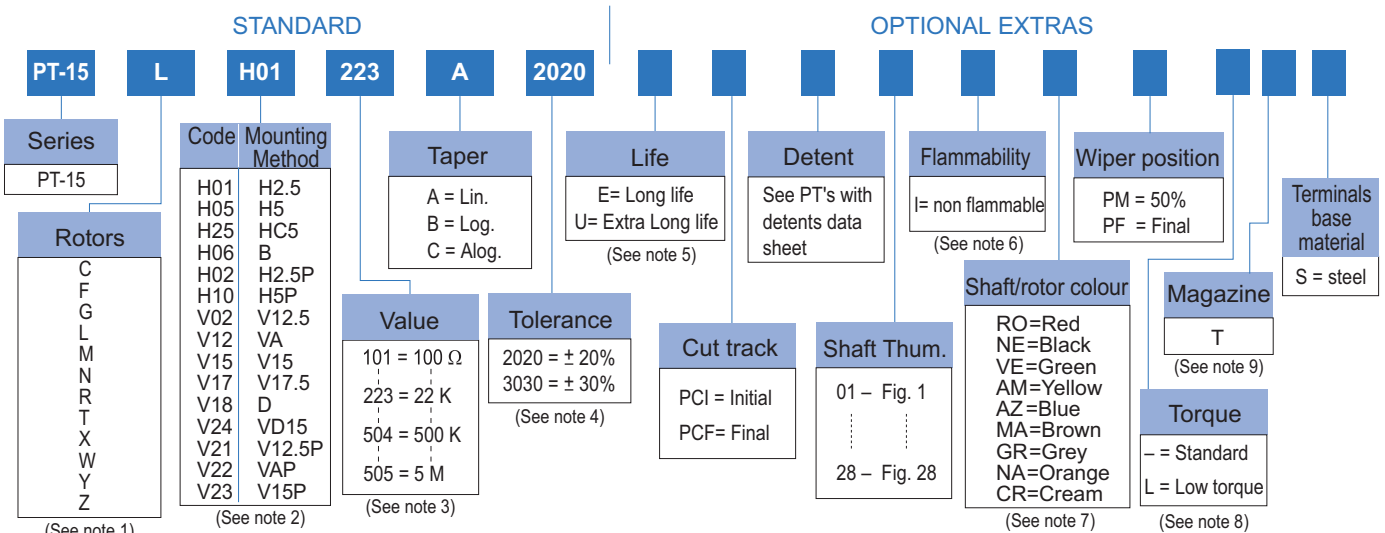 STANDARD
OPTIONAL EXTRAS
PT-15 L H01 223 A 2020
Series
PT-15
Rotors
C
F
G
L
M
N
R
T
X
W
Y
Z
(See note 1)
Code Mounting Method
H01 H2.5
H05 H5
H25 HC5
H06 B
H02 H2.5P
H10 H5P
V02 V12.5
V12 VA
V15 V15
V17 V17.5
V18 D
V24 VD15
V21 V12.5P
V22 VAP
V23 V15P
(See note 2)
Value
101 = 100 Ω
223 = 22 K
504 = 500 K
505 = 5 M
(See note 3)
Taper
A = Lin.
B = Log.
C = Alog.
Tolerance
2020 = ± 20%
3030 = ± 30%
(See note 4)
Life
E= Long life
U= Extra Long life
(See note 5)
Cut track
PCI = Initial
PCF= Final
Detent
See PT's with
detents data
sheet
Shaft Thum.
01 – Fig. 1
28 – Fig. 28
Flammability
I= non flammable
(See note 6)
Shaft/rotor colour
RO=Red
NE=Black
VE=Green
AM=Yellow
AZ=Blue
MA=Brown
GR=Grey
NA=Orange
CR=Cream
(See note 7)
Wiper position
PM = 50%
PF = Final
Torque
– = Standard
L = Low torque
(See note 8)
Magazine
T
(See note 9)
Terminals
base
material
S = steel